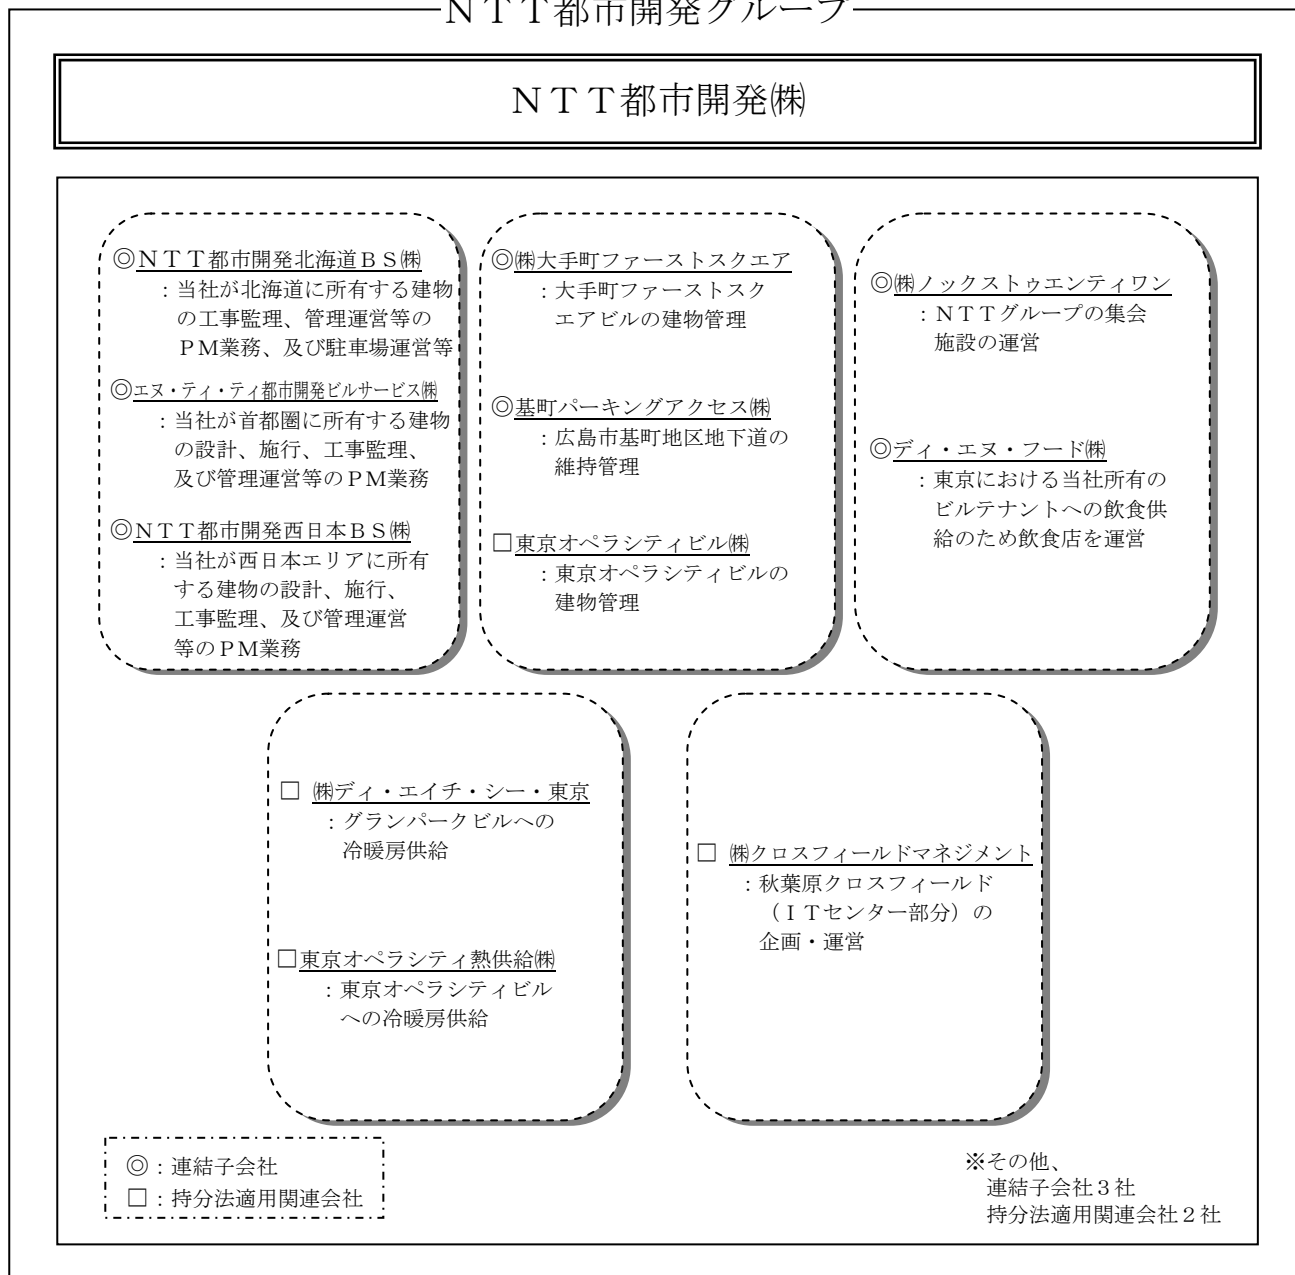 NTT都市開発グループ
NTT都市開発㈱
◎NTT都市開発北海道BS㈱
：当社が北海道に所有する建物
の工事監理、管理運営等の
PM業務、及び駐車場運営等
◎エヌ・ティ・ティ都市開発ビルサービス㈱
：当社が首都圏に所有する建物
の設計、施行、工事監理、
及び管理運営等のPM業務
◎NTT都市開発西日本BS㈱
：当社が西日本エリアに所有
する建物の設計、施行、
工事監理、及び管理運営
等のPM業務
◎㈱大手町ファーストスクエア
：大手町ファーストスク
エアビルの建物管理
◎基町パーキングアクセス㈱
：広島市基町地区地下道の
維持管理
□東京オペラシティビル㈱
：東京オペラシティビルの
建物管理
◎㈱ノックストゥエンティワン
：NTTグループの集会
施設の運営
◎ディ・エヌ・フード㈱
：東京における当社所有の
ビルテナントへの飲食供
給のため飲食店を運営
□ ㈱ディ・エイチ・シー・東京
：グランパークビルへの
冷暖房供給
□東京オペラシティ熱供給㈱
：東京オペラシティビル
への冷暖房供給
□ ㈱クロスフィールドマネジメント
：秋葉原クロスフィールド
（ITセンター部分）の
企画・運営
◎：連結子会社
□：持分法適用関連会社
※その他、
連結子会社3社
持分法適用関連会社2社